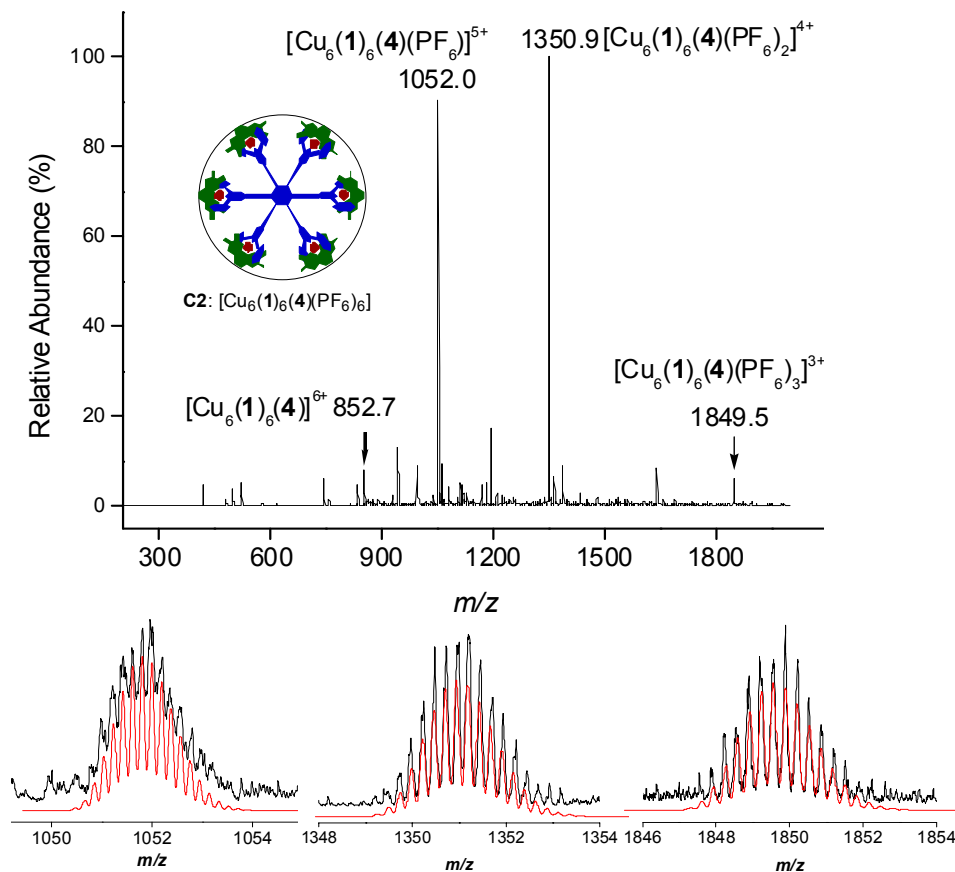 [Cu6(1)6(4)(PF6)]5+
1052.0
1350.9 [Cu6(1)6(4)(PF6)2]4+
C2: [Cu6(1)6(4)(PF6)6]
[Cu6(1)6(4)]6+ 852.7
[Cu6(1)6(4)(PF6)3]3+
1849.5
Relative Abundance (%)
100
80
60
40
20
0
300 600 900 1200 1500 1800
m/z
1050 1052 1054
m/z
1348 1350 1352 1354
m/z
1846 1848 1850 1852 1854
m/z